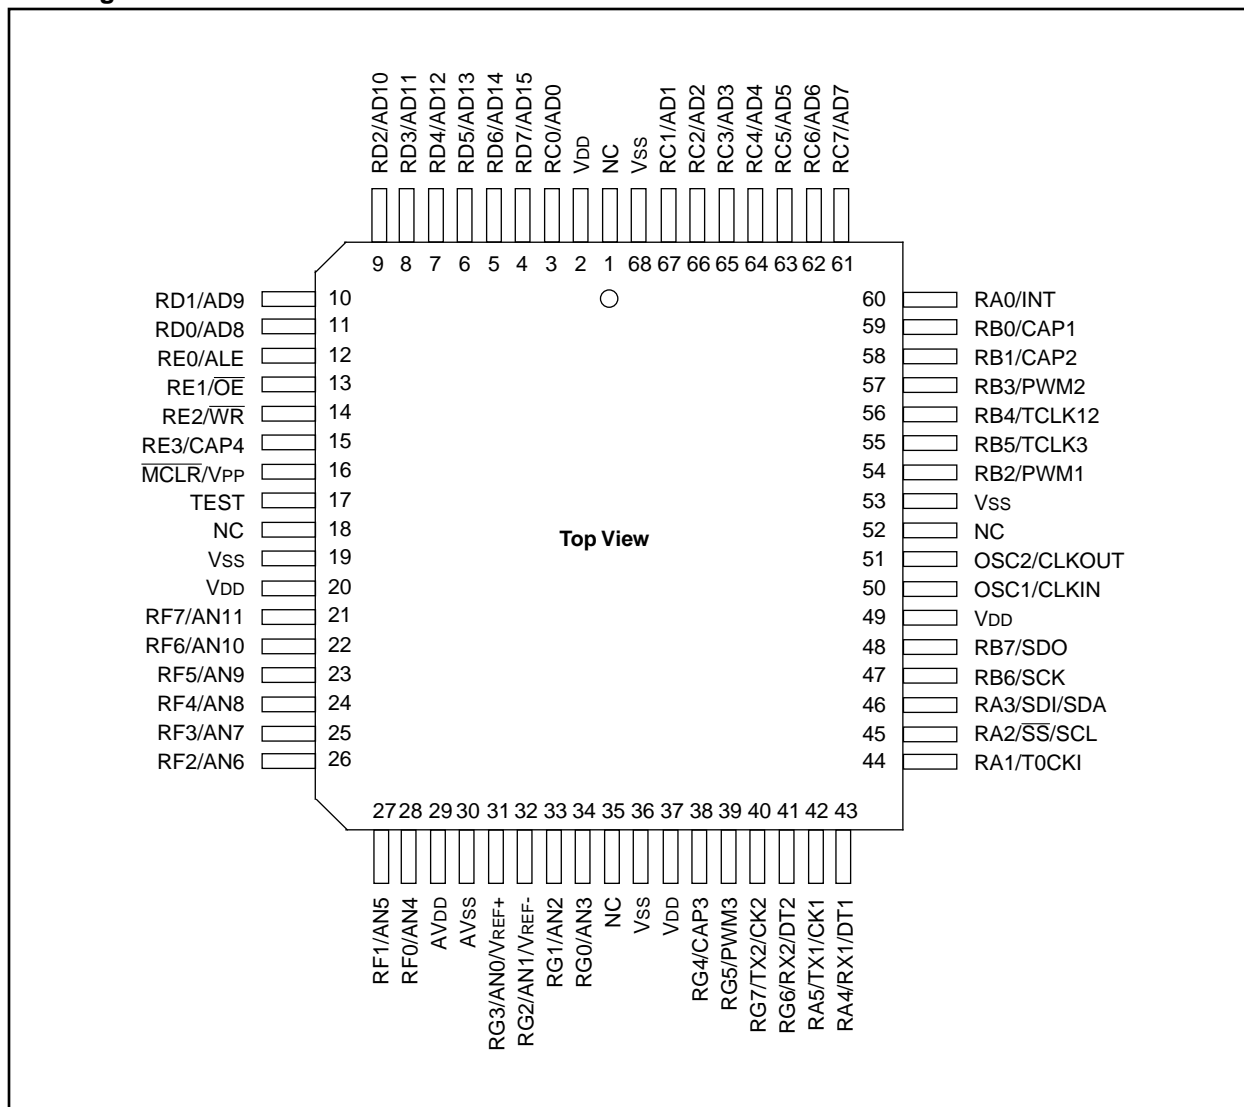 RD2/AD10
RD3/AD11
RD4/AD12
RD5/AD13
RD6/AD14
RD7/AD15
RC0/AD0
VDD
NC
VSS
RC1/AD1
RC2/AD2
RC3/AD3
RC4/AD4
RC5/AD5
RC6/AD6
RC7/AD7
9 8 7 6 5 4 3 2 1 68 67 66 65 64 63 62 61
RD1/AD9 10
RD0/AD8 11
RE0/ALE 12
RE1/OE 13
RE2/WR 14
RE3/CAP4 15
MCLR/VPP 16
TEST 17
NC 18
VSS 19
VDD 20
RF7/AN11 21
RF6/AN10 22
RF5/AN9 23
RF4/AN8 24
RF3/AN7 25
RF2/AN6 26
Top View
60 RA0/INT
59 RB0/CAP1
58 RB1/CAP2
57 RB3/PWM2
56 RB4/TCLK12
55 RB5/TCLK3
54 RB2/PWM1
53 VSS
52 NC
51 OSC2/CLKOUT
50 OSC1/CLKIN
49 VDD
48 RB7/SDO
47 RB6/SCK
46 RA3/SDI/SDA
45 RA2/SS/SCL
44 RA1/T0CKI
27 28 29 30 31 32 33 34 35 36 37 38 39 40 41 42 43
RF1/AN5
RF0/AN4
AVDD
AVSS
RG3/AN0/VREF+
RG2/AN1/VREF-
RG1/AN2
RG0/AN3
NC
VSS
VDD
RG4/CAP3
RG5/PWM3
RG7/TX2/CK2
RG6/RX2/DT2
RA5/TX1/CK1
RA4/RX1/DT1